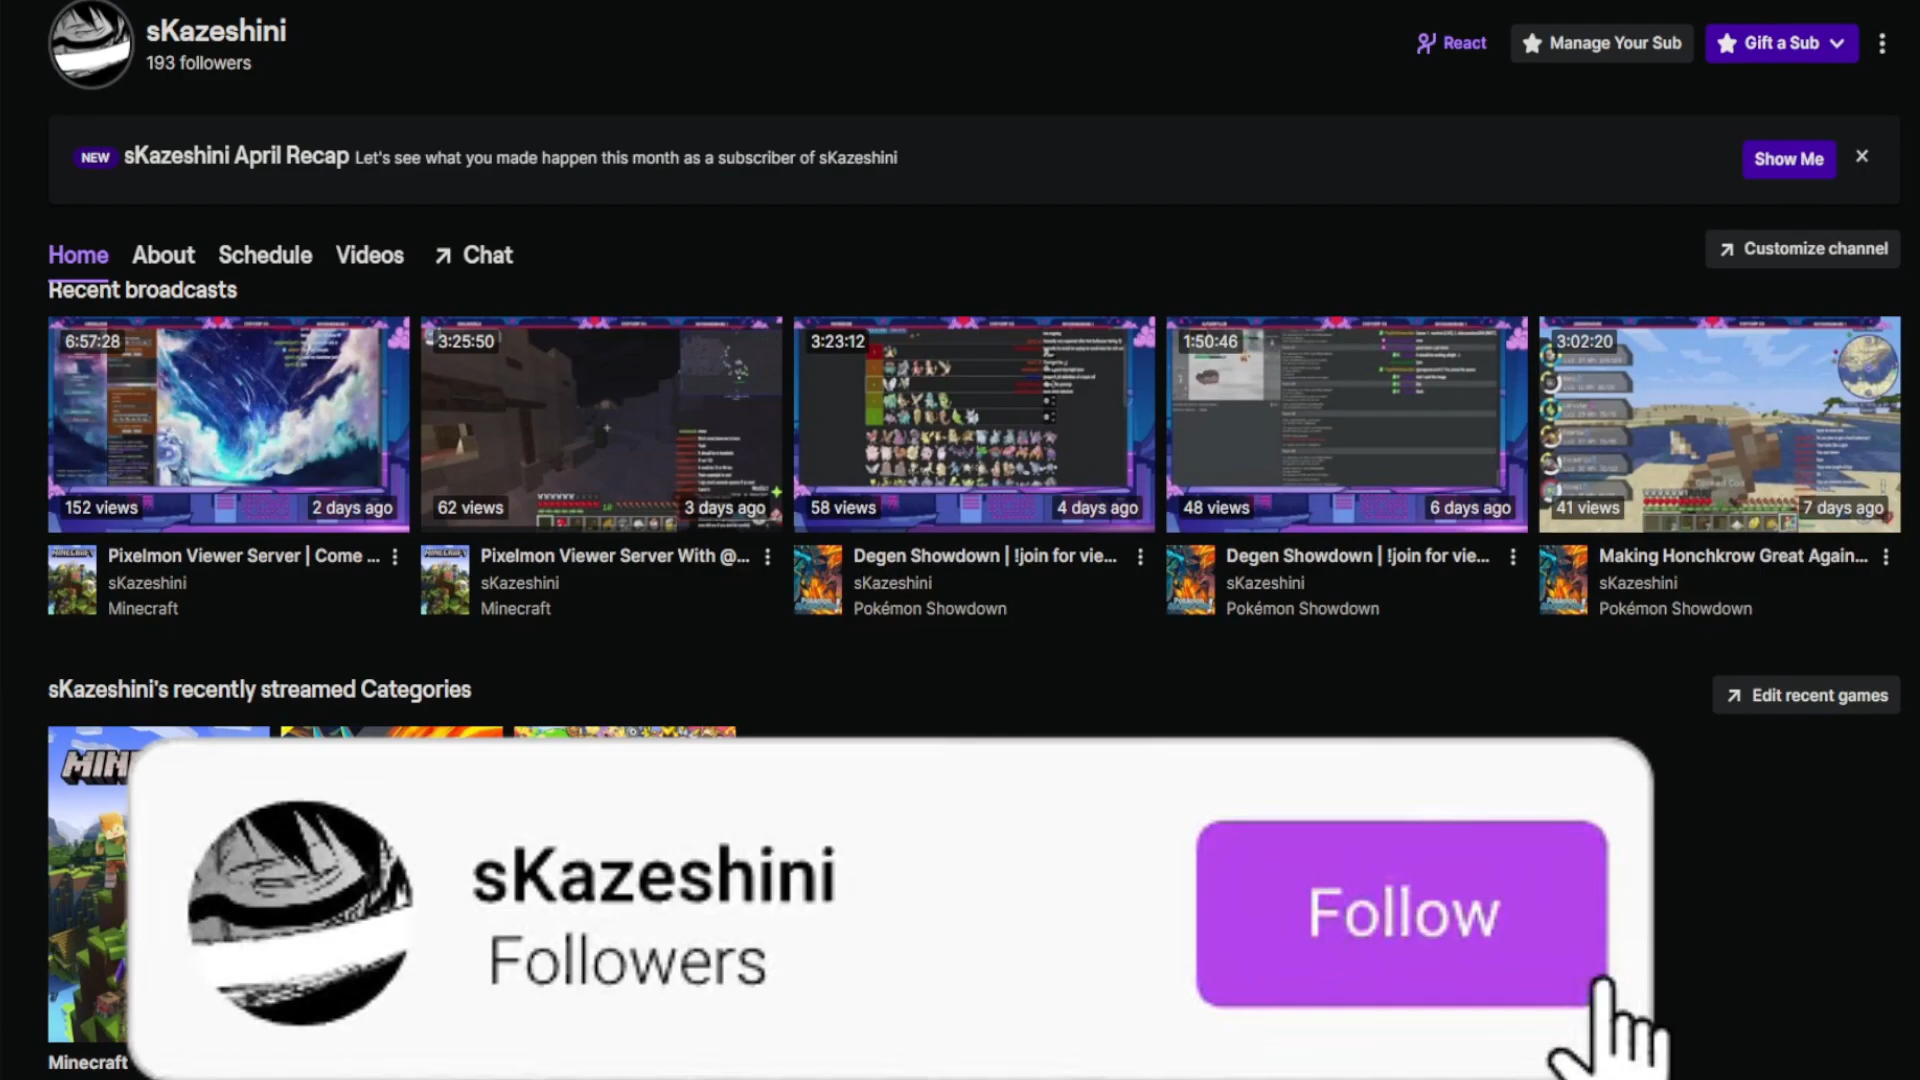 sKazeshini
193 followers
React
Manage Your Sub
Gift a Sub
NEW sKazeshini April Recap Let's see what you made happen this month as a subscriber of sKazeshini
Show Me
Home About Schedule Videos Chat
Customize channel
Recent broadcasts
6:57:28
152 views
2 days ago
Pixelmon Viewer Server | Come ...
sKazeshini
Minecraft
3:25:50
62 views
3 days ago
Pixelmon Viewer Server With @...
sKazeshini
Minecraft
3:23:12
58 views
4 days ago
Degen Showdown | !join for vie...
sKazeshini
Pokémon Showdown
1:50:46
48 views
6 days ago
Degen Showdown | !join for vie...
sKazeshini
Pokémon Showdown
3:02:20
41 views
7 days ago
Making Honchkrow Great Again...
sKazeshini
Pokémon Showdown
sKazeshini's recently streamed Categories
Edit recent games
Minecraft
sKazeshini
Followers
Follow